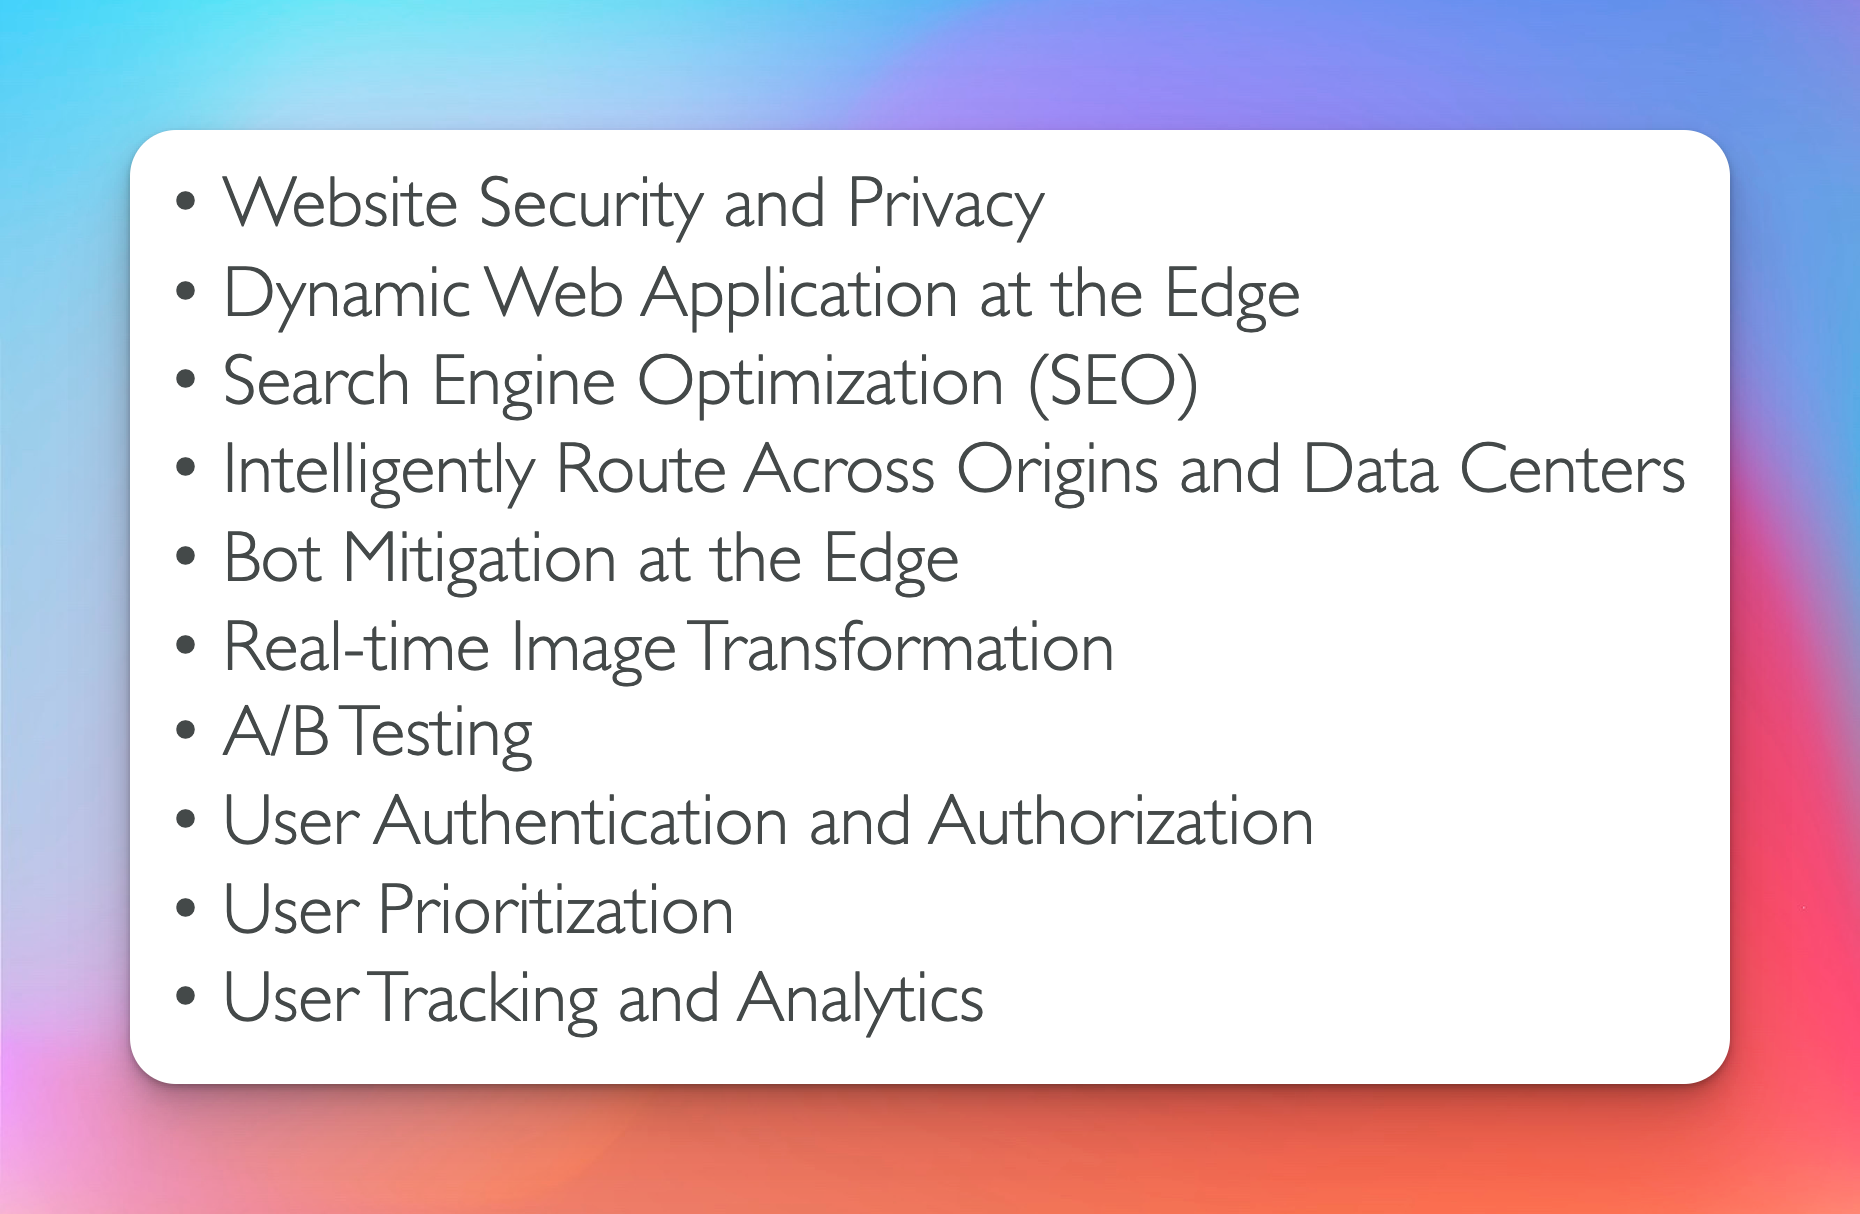 • Website Security and Privacy
• Dynamic Web Application at the Edge
• Search Engine Optimization (SEO)
• Intelligently Route Across Origins and Data Centers
• Bot Mitigation at the Edge
• Real-time Image Transformation
• A/B Testing
• User Authentication and Authorization
• User Prioritization
• User Tracking and Analytics